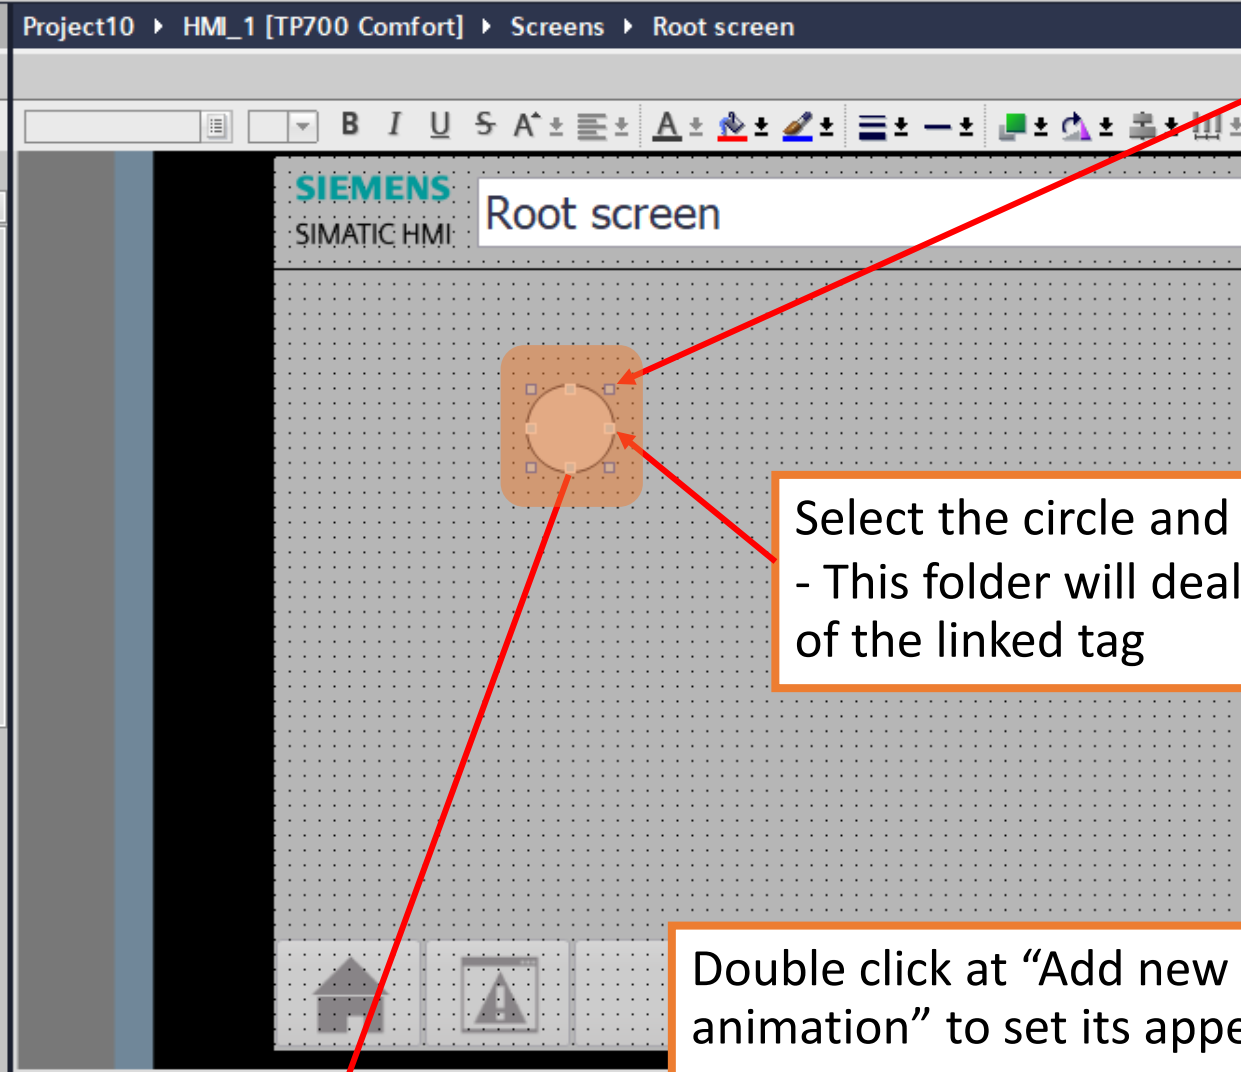 Project10 ▸ HMI_1 [TP700 Comfort] ▸ Screens ▸ Root screen
B I U S A A
SIEMENS
SIMATIC HMI
Root screen
Select the circle and
- This folder will deal
of the linked tag
Double click at “Add new
animation” to set its appe